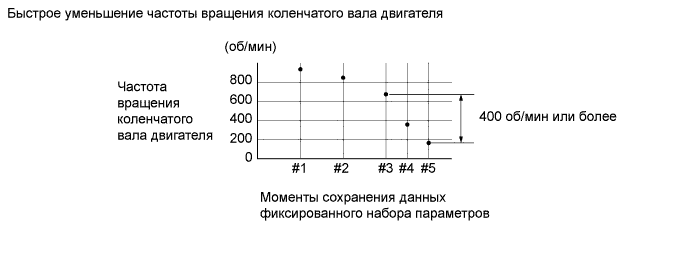 Быстрое уменьшение частоты вращения коленчатого вала двигателя
(об/мин)
Частота
вращения
коленчатого
вала двигателя
800
600
400
200
0
400 об/мин или более
#1 #2 #3 #4 #5
Моменты сохранения данных
фиксированного набора параметров